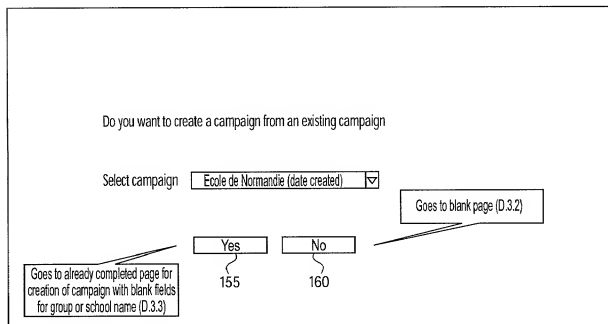 Do you want to create a campaign from an existing campaign
Select campaign Ecole de Normandie (date created)
Goes to blank page (D.3.2)
Yes No
155 160
Goes to already completed page for
creation of campaign with blank fields
for group or school name (D.3.3)